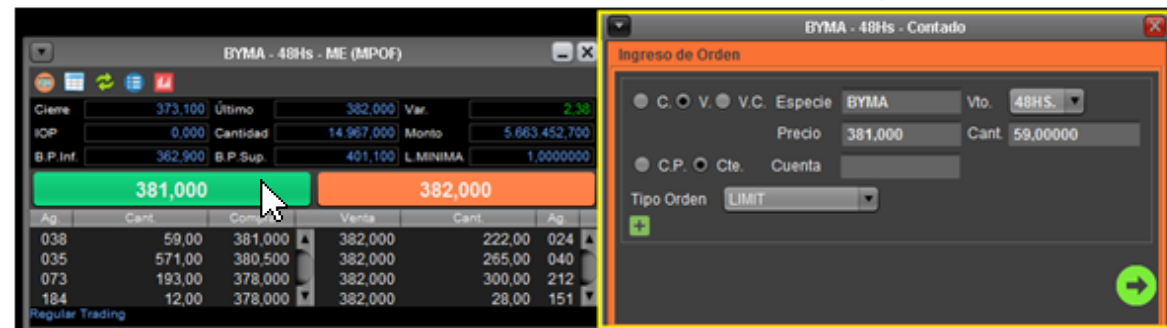 BYMA - 48Hs - ME (MPOF)
Cierre 373,100 Último 382,000 Var. 2,38
IOP 0,000 Cantidad 14.967,000 Monto 5.663.452,700
B.P.Inf. 362,900 B.P.Sup. 401,100 L.MINIMA 1,0000000
381,000 382,000
Ag. Cant. Compra Venta Cant. Ag.
038 59,00 381,000 382,000 222,00 024
035 571,00 380,500 382,000 265,00 040
073 193,00 378,000 382,000 300,00 212
184 12,00 378,000 382,000 28,00 151
Regular Trading
BYMA - 48Hs - Contado
Ingreso de Orden
C. V. V.C. Especie BYMA Vto. 48HS.
Precio 381,000 Cant. 59,00000
C.P. Cte. Cuenta
Tipo Orden LIMIT